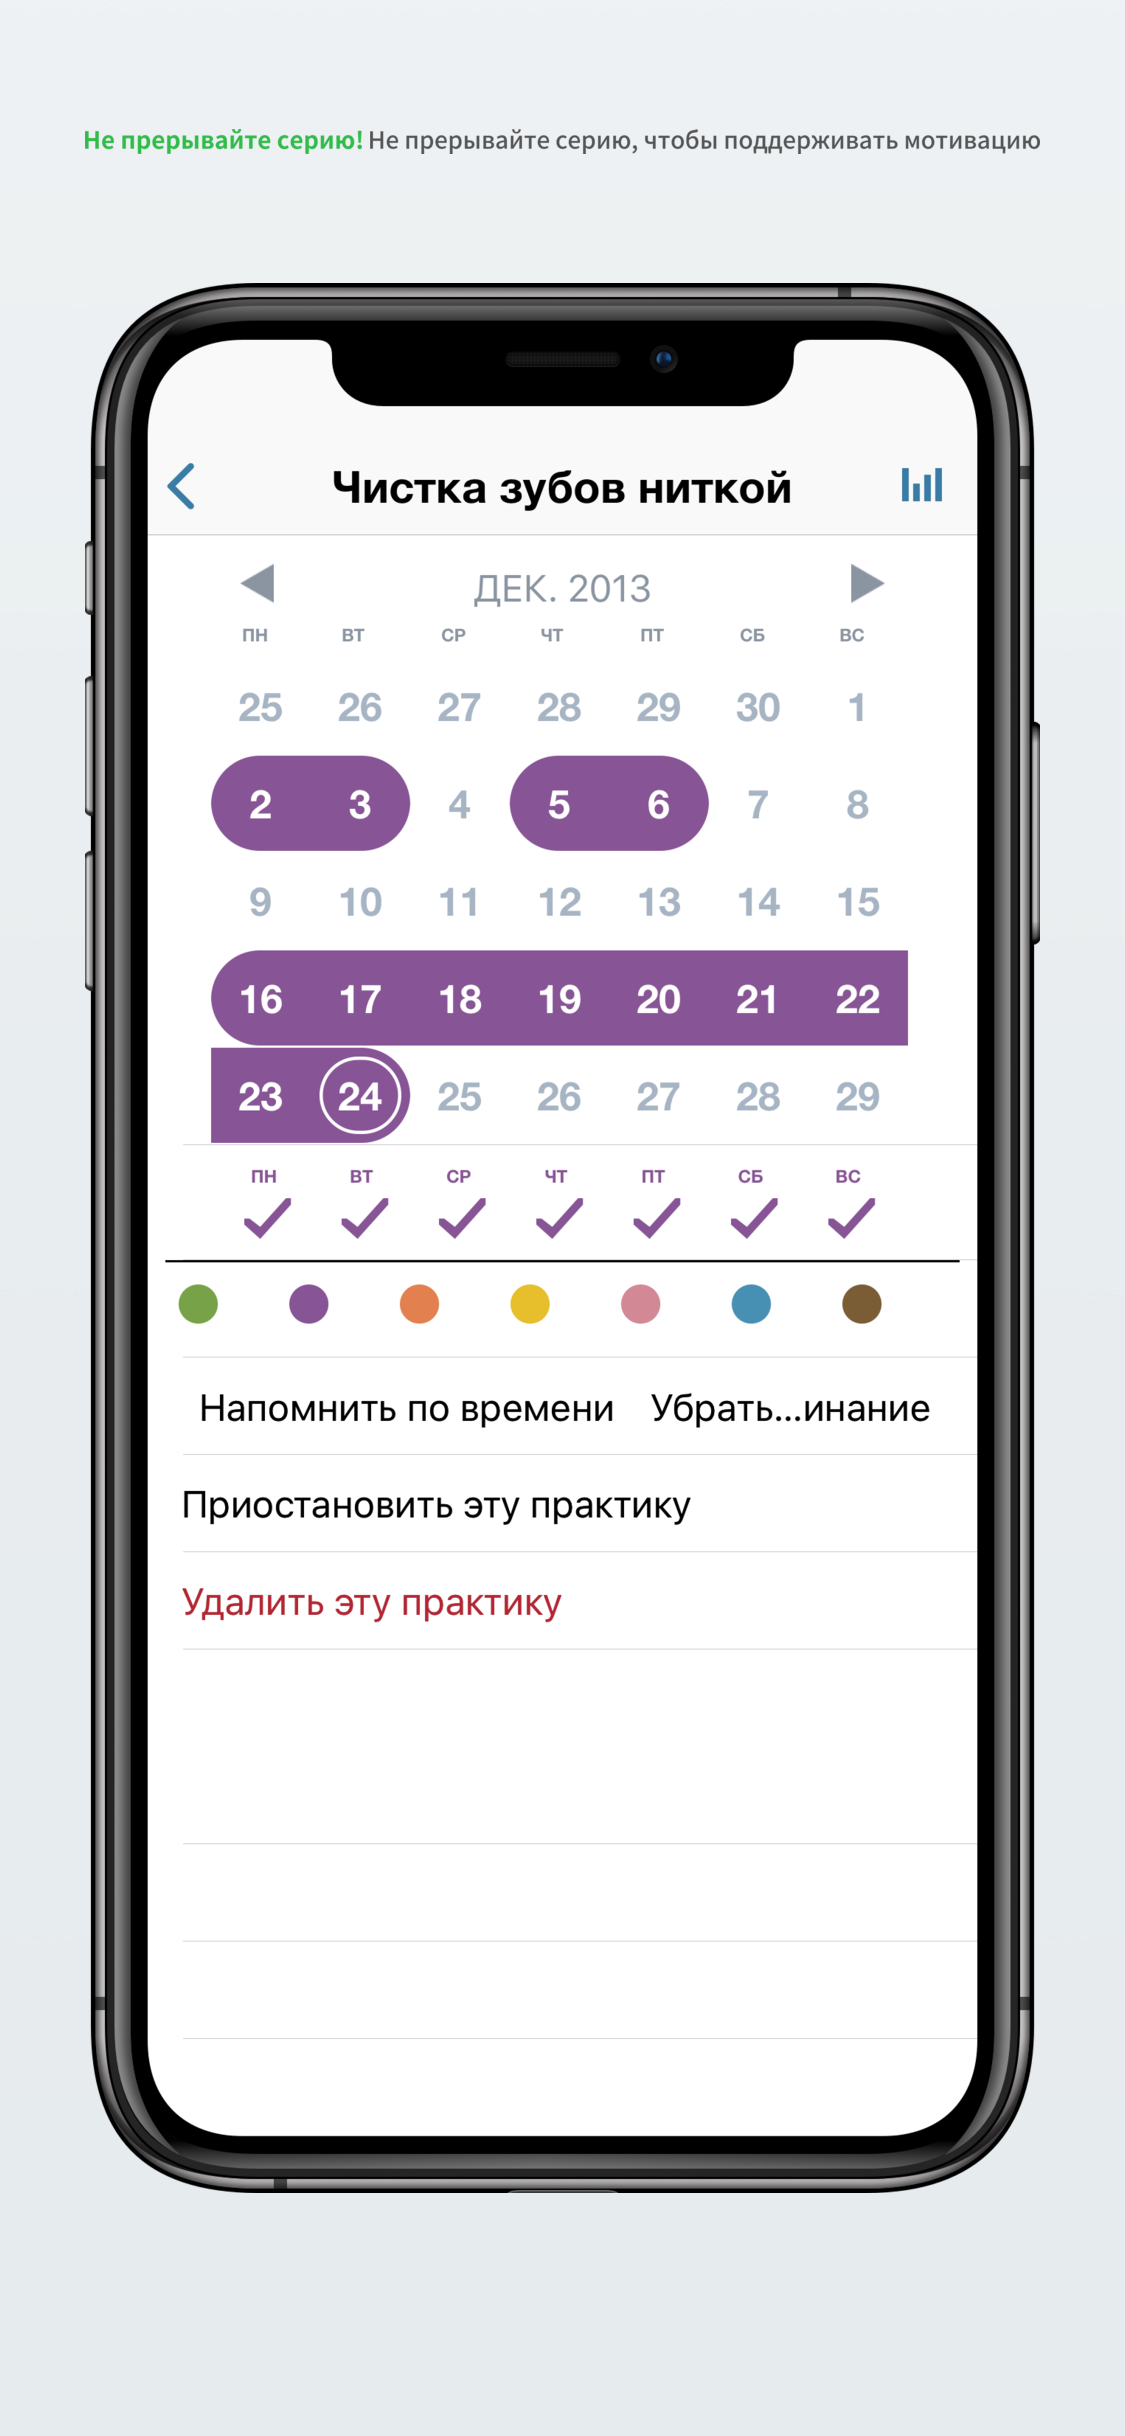 Не прерывайте серию! Не прерывайте серию, чтобы поддерживать мотивацию
Чистка зубов ниткой
ДЕК. 2013
ПН ВТ СР ЧТ ПТ СБ ВС
25 26 27 28 29 30 1
2 3 4 5 6 7 8
9 10 11 12 13 14 15
16 17 18 19 20 21 22
23 24 25 26 27 28 29
ПН ВТ СР ЧТ ПТ СБ ВС
Напомнить по времени Убрать...инание
Приостановить эту практику
Удалить эту практику